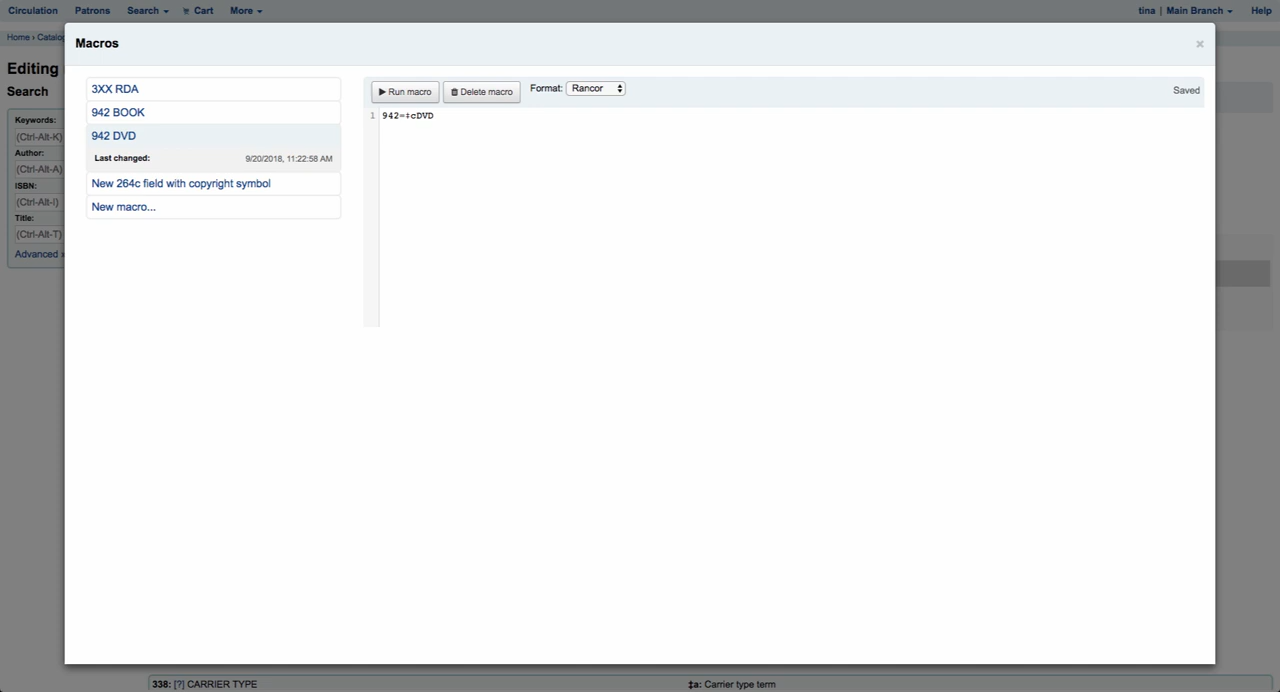 Circulation Patrons Search Cart More tina | Main Branch Help
Home › Catalog
Macros
Editing
Search
Keywords:
(Ctrl-Alt-K)
Author:
(Ctrl-Alt-A)
ISBN:
(Ctrl-Alt-I)
Title:
(Ctrl-Alt-T)
Advanced »
3XX RDA
942 BOOK
942 DVD
Last changed: 9/20/2018, 11:22:58 AM
New 264c field with copyright symbol
New macro...
Run macro Delete macro Format: Rancor Saved
1 942=‡cDVD
338: [?] CARRIER TYPE ‡a: Carrier type term